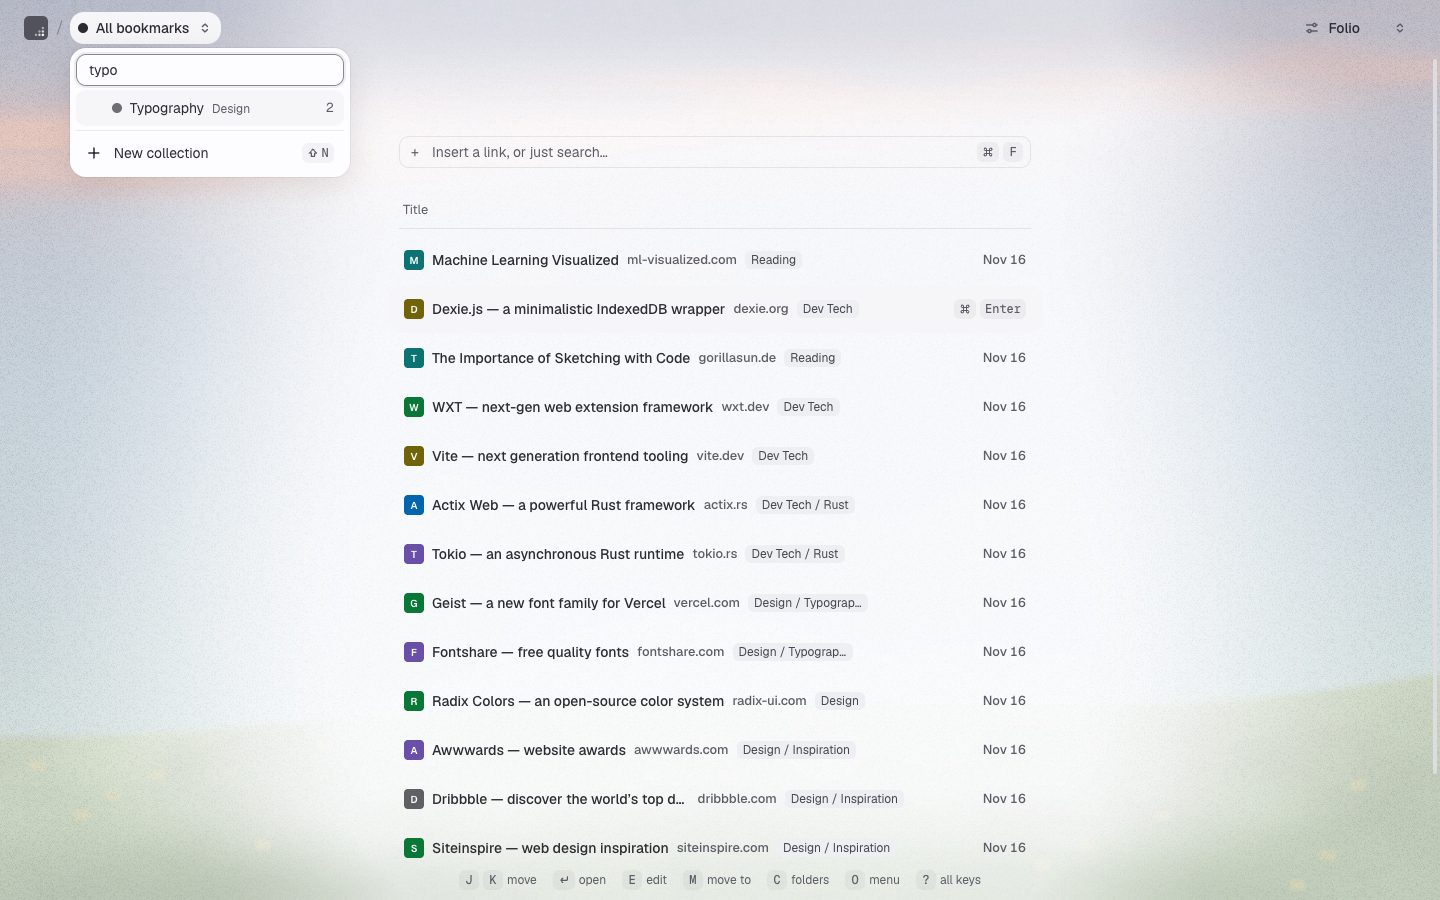 / All bookmarks
Folio
typo
Typography Design 2
+ New collection ⇧ N
+ Insert a link, or just search... ⌘ F
Title
M Machine Learning Visualized ml-visualized.com Reading Nov 16
D Dexie.js — a minimalistic IndexedDB wrapper dexie.org Dev Tech ⌘ Enter
T The Importance of Sketching with Code gorillasun.de Reading Nov 16
W WXT — next-gen web extension framework wxt.dev Dev Tech Nov 16
V Vite — next generation frontend tooling vite.dev Dev Tech Nov 16
A Actix Web — a powerful Rust framework actix.rs Dev Tech / Rust Nov 16
T Tokio — an asynchronous Rust runtime tokio.rs Dev Tech / Rust Nov 16
G Geist — a new font family for Vercel vercel.com Design / Typograp... Nov 16
F Fontshare — free quality fonts fontshare.com Design / Typograp... Nov 16
R Radix Colors — an open-source color system radix-ui.com Design Nov 16
A Awwwards — website awards awwwards.com Design / Inspiration Nov 16
D Dribbble — discover the world's top d... dribbble.com Design / Inspiration Nov 16
S Siteinspire — web design inspiration siteinspire.com Design / Inspiration Nov 16
J K move ↵ open E edit M move to C folders O menu ? all keys